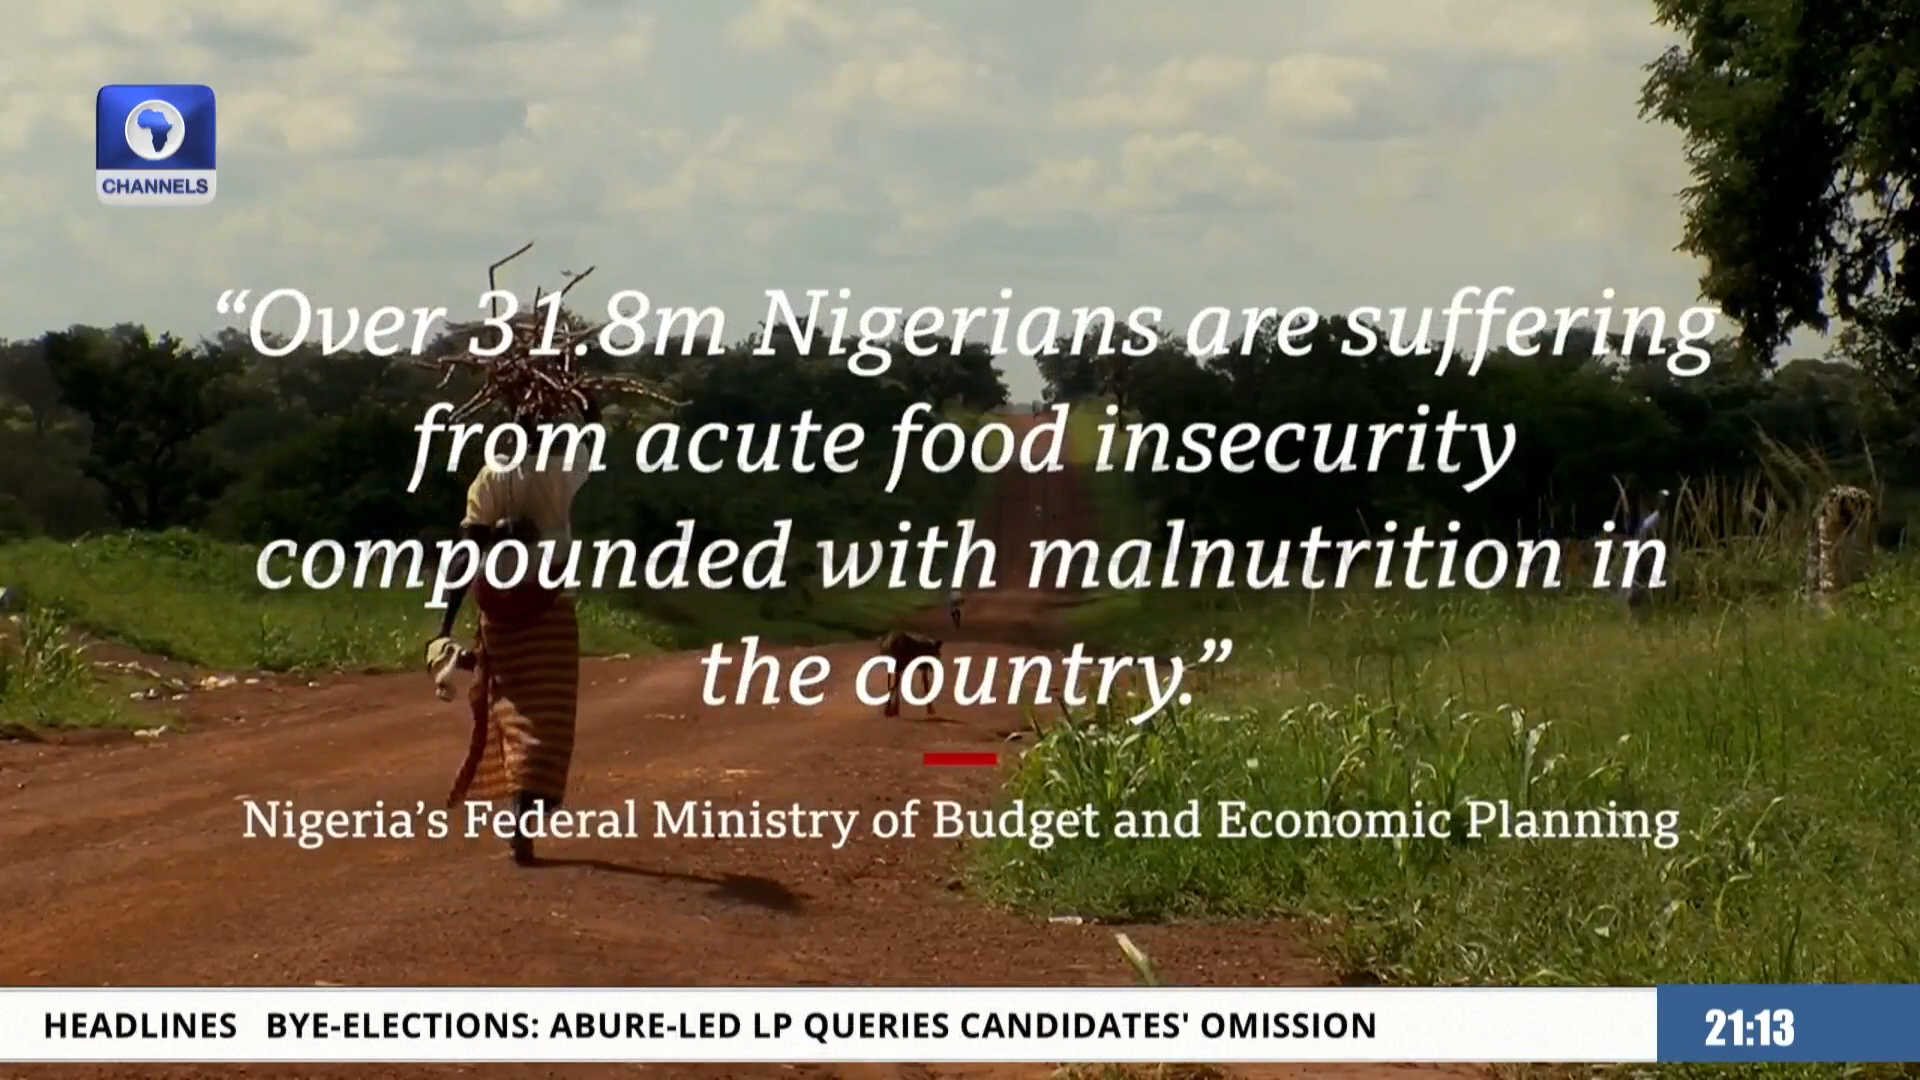 CHANNELS
“Over 31.8m Nigerians are suffering
from acute food insecurity
compounded with malnutrition in
the country.”
Nigeria’s Federal Ministry of Budget and Economic Planning
HEADLINES BYE-ELECTIONS: ABURE-LED LP QUERIES CANDIDATES' OMISSION
21:13